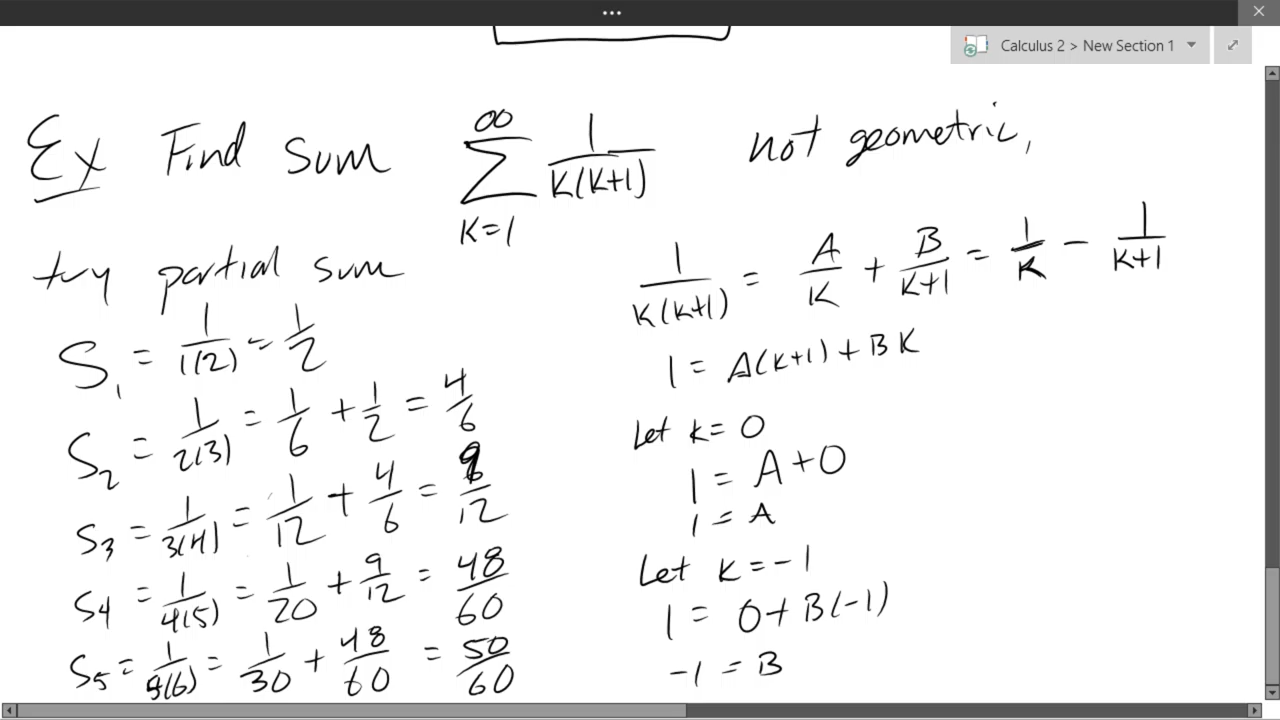 ...
Calculus 2 > New Section 1
Ex Find sum ∞ Σ K=1 1/(K(K+1)) not geometric,
try partial sum
S₁ = 1/(1(2)) = 1/2
S₂ = 1/(2(3)) = 1/6 + 1/2 = 4/6
S₃ = 1/(3(4)) = 1/12 + 4/6 = 9/12
S₄ = 1/(4(5)) = 1/20 + 9/12 = 48/60
S₅ = 1/(5(6)) = 1/30 + 48/60 = 50/60
1/(K(K+1)) = A/K + B/(K+1) = 1/K - 1/(K+1)
1 = A(K+1) + BK
Let k = 0
1 = A + 0
1 = A
Let k = -1
1 = 0 + B(-1)
-1 = B